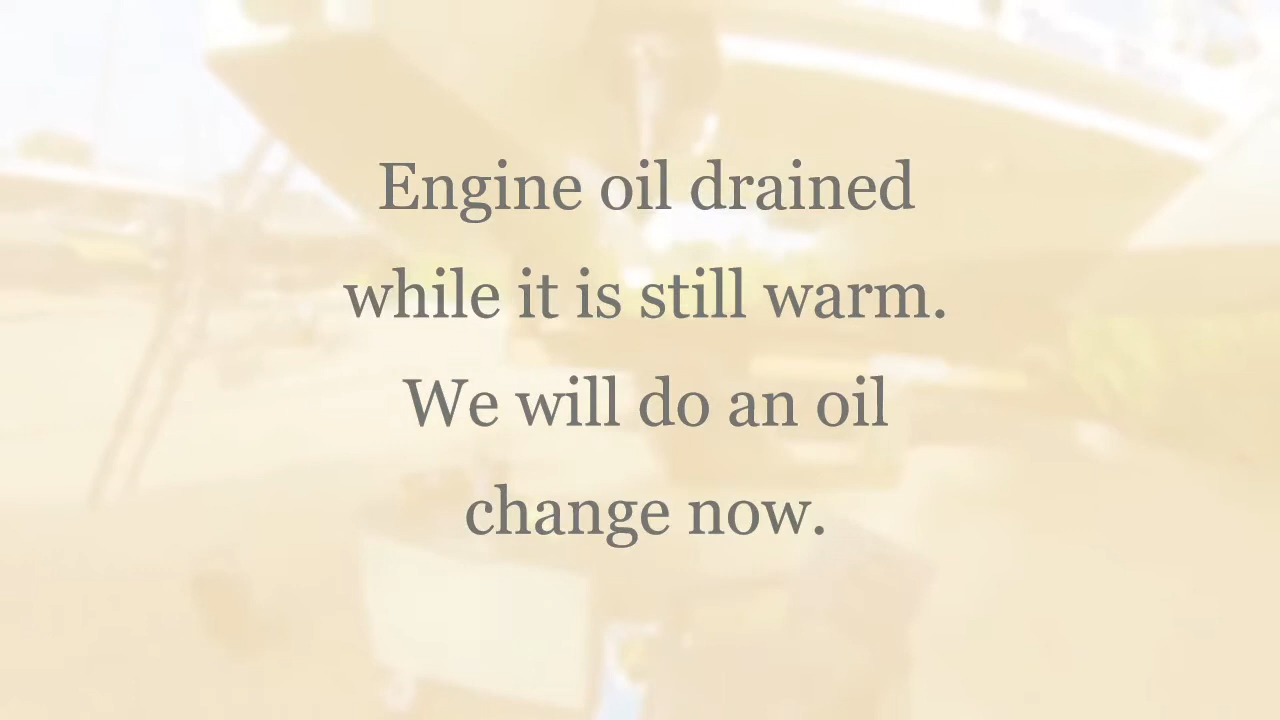 Engine oil drained
while it is still warm.
We will do an oil
change now.